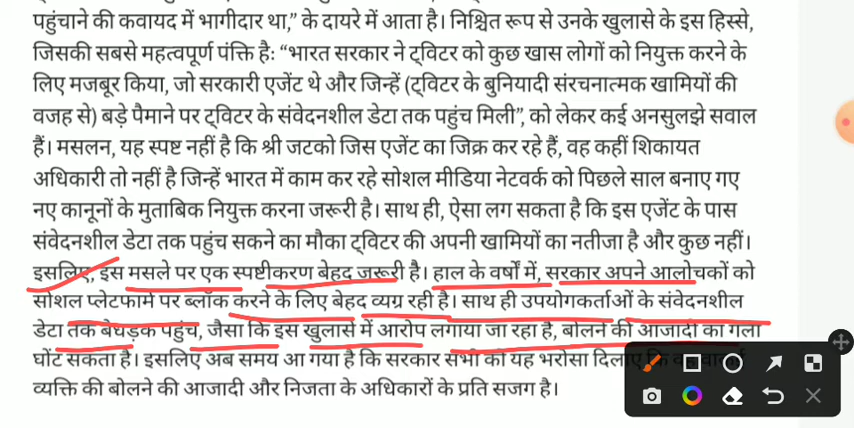 पहुंचाने की कवायद में भागीदार था,” के दायरे में आता है। निश्चित रूप से उनके खुलासे के इस हिस्से,
जिसकी सबसे महत्वपूर्ण पंक्ति है: “भारत सरकार ने ट्विटर को कुछ खास लोगों को नियुक्त करने के
लिए मजबूर किया, जो सरकारी एजेंट थे और जिन्हें (ट्विटर के बुनियादी संरचनात्मक खामियों की
वजह से) बड़े पैमाने पर ट्विटर के संवेदनशील डेटा तक पहुंच मिली”, को लेकर कई अनसुलझे सवाल
हैं। मसलन, यह स्पष्ट नहीं है कि श्री जटको जिस एजेंट का जिक्र कर रहे हैं, वह कहीं शिकायत
अधिकारी तो नहीं है जिन्हें भारत में काम कर रहे सोशल मीडिया नेटवर्क को पिछले साल बनाए गए
नए कानूनों के मुताबिक नियुक्त करना जरूरी है। साथ ही, ऐसा लग सकता है कि इस एजेंट के पास
संवेदनशील डेटा तक पहुंच सकने का मौका ट्विटर की अपनी खामियों का नतीजा है और कुछ नहीं।
इसलिए, इस मसले पर एक स्पष्टीकरण बेहद जरूरी है। हाल के वर्षों में, सरकार अपने आलोचकों को
सोशल प्लेटफार्म पर ब्लॉक करने के लिए बेहद व्यग्र रही है। साथ ही उपयोगकर्ताओं के संवेदनशील
डेटा तक बेधड़क पहुंच, जैसा कि इस खुलासे में आरोप लगाया जा रहा है, बोलने की आजादी का गला
घोंट सकता है। इसलिए अब समय आ गया है कि सरकार सभी को यह भरोसा दिलाए कि
व्यक्ति की बोलने की आजादी और निजता के अधिकारों के प्रति सजग है।